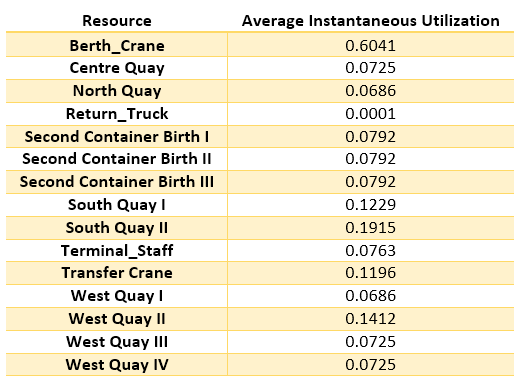 Resource Average Instantaneous Utilization
Berth_Crane 0.6041
Centre Quay 0.0725
North Quay 0.0686
Return_Truck 0.0001
Second Container Birth I 0.0792
Second Container Birth II 0.0792
Second Container Birth III 0.0792
South Quay I 0.1229
South Quay II 0.1915
Terminal_Staff 0.0763
Transfer Crane 0.1196
West Quay I 0.0686
West Quay II 0.1412
West Quay III 0.0725
West Quay IV 0.0725